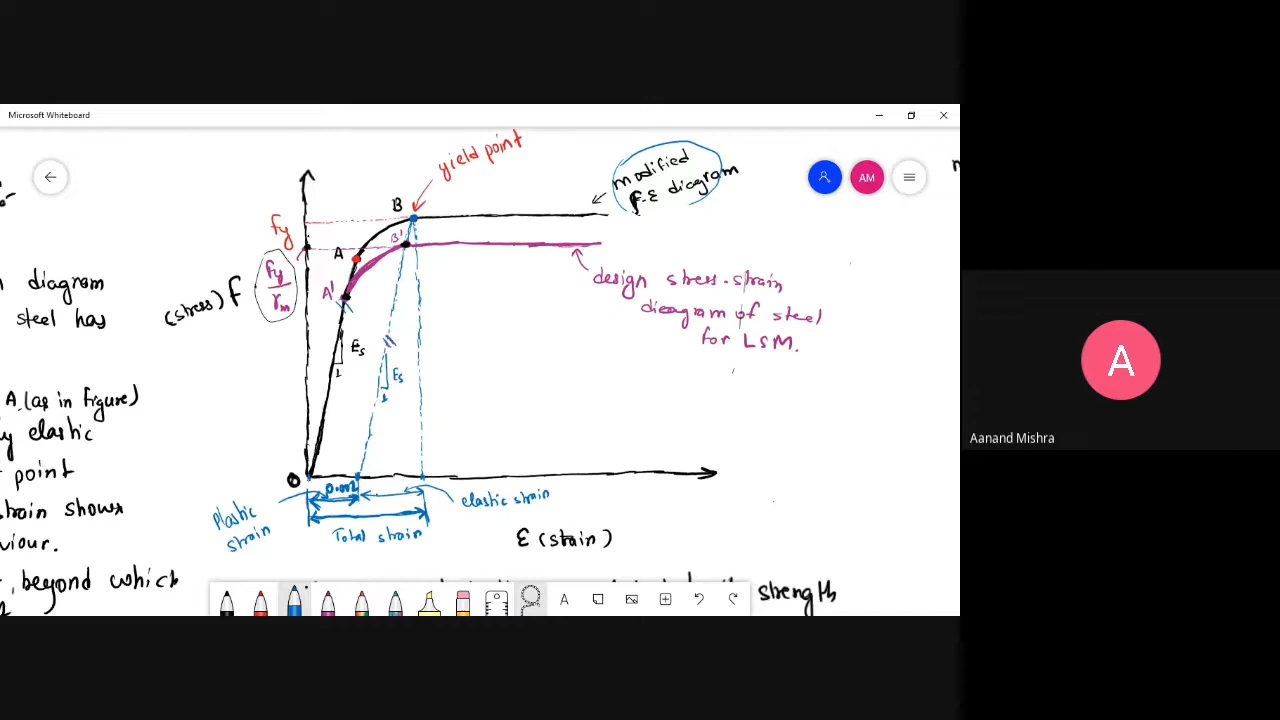 Microsoft Whiteboard
AM
yield point
modified
f-ε diagram
B
fy
B'
A
fy
γm
A'
(stress) f
design stress-strain
dieagram of steel
for LSM.
Es
1
Es
1
diagram
steel has
A (as in figure)
elastic
point
strain shows
viour.
beyond which
O
0.002
Plastic
strain
elastic strain
Total strain
ε (strain)
strength
A
A
Aanand Mishra